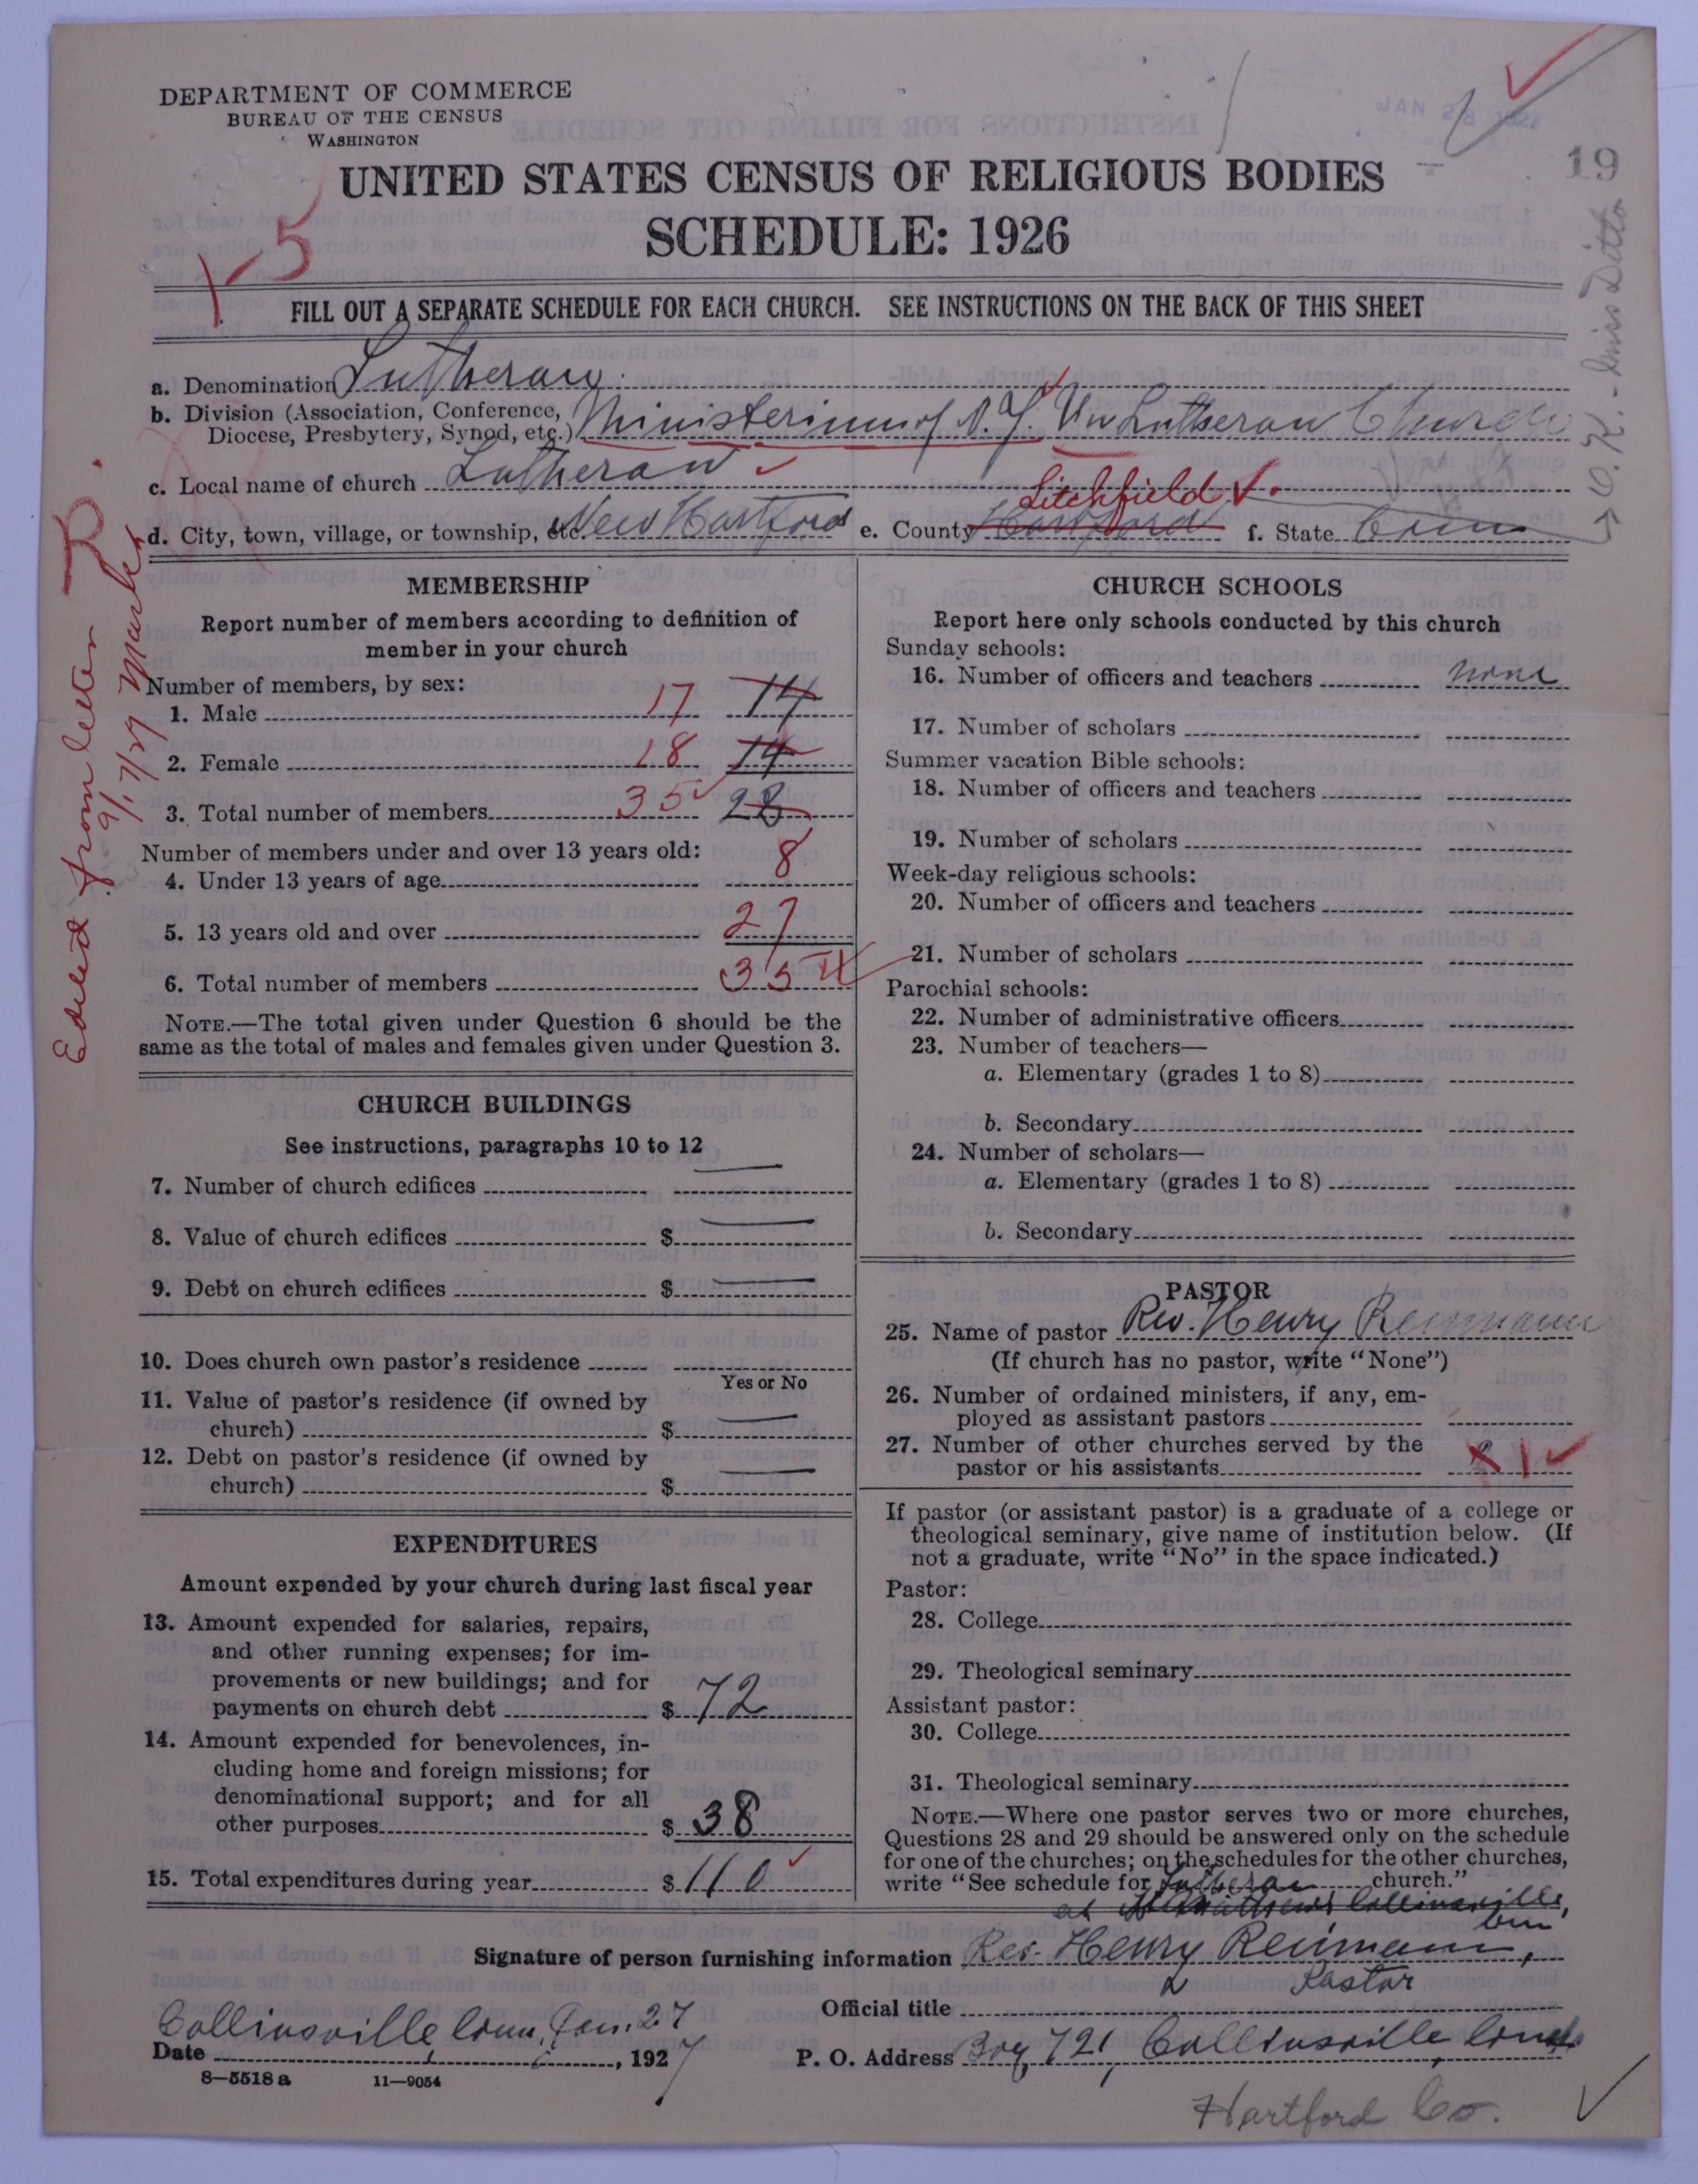 DEPARTMENT OF COMMERCE
BUREAU OF THE CENSUS
WASHINGTON
JAN 28 1927
19
UNITED STATES CENSUS OF RELIGIOUS BODIES
SCHEDULE: 1926
1-5
FILL OUT A SEPARATE SCHEDULE FOR EACH CHURCH. SEE INSTRUCTIONS ON THE BACK OF THIS SHEET
O.K. - Miss Ditto
a. Denomination Lutheran
b. Division (Association, Conference,
Diocese, Presbytery, Synod, etc.) Ministerium of N.Y. Un Lutheran Church
c. Local name of church Lutheran
Litchfield
d. City, town, village, or township, etc. New Hartford e. County Hartford f. State Conn
Edited from letter
9/17/27
MEMBERSHIP
Report number of members according to definition of
member in your church
Number of members, by sex:
1. Male 17 14
2. Female 18 14
3. Total number of members 35 28
Number of members under and over 13 years old:
4. Under 13 years of age 8
5. 13 years old and over 27
6. Total number of members 35
NOTE.—The total given under Question 6 should be the
same as the total of males and females given under Question 3.
CHURCH BUILDINGS
See instructions, paragraphs 10 to 12
7. Number of church edifices
8. Value of church edifices $
9. Debt on church edifices $
10. Does church own pastor's residence
Yes or No
11. Value of pastor's residence (if owned by
church) $
12. Debt on pastor's residence (if owned by
church) $
EXPENDITURES
Amount expended by your church during last fiscal year
13. Amount expended for salaries, repairs,
and other running expenses; for im-
provements or new buildings; and for
payments on church debt $ 72
14. Amount expended for benevolences, in-
cluding home and foreign missions; for
denominational support; and for all
other purposes $ 38
15. Total expenditures during year $ 110
CHURCH SCHOOLS
Report here only schools conducted by this church
Sunday schools:
16. Number of officers and teachers none
17. Number of scholars
Summer vacation Bible schools:
18. Number of officers and teachers
19. Number of scholars
Week-day religious schools:
20. Number of officers and teachers
21. Number of scholars
Parochial schools:
22. Number of administrative officers
23. Number of teachers—
a. Elementary (grades 1 to 8)
b. Secondary
24. Number of scholars—
a. Elementary (grades 1 to 8)
b. Secondary
PASTOR
25. Name of pastor Rev. Henry Reimann
(If church has no pastor, write "None")
26. Number of ordained ministers, if any, em-
ployed as assistant pastors
27. Number of other churches served by the
pastor or his assistants 1
If pastor (or assistant pastor) is a graduate of a college or
theological seminary, give name of institution below. (If
not a graduate, write "No" in the space indicated.)
Pastor:
28. College
29. Theological seminary
Assistant pastor:
30. College
31. Theological seminary
NOTE.—Where one pastor serves two or more churches,
Questions 28 and 29 should be answered only on the schedule
for one of the churches; on the schedules for the other churches,
write "See schedule for Lutheran church."
at St Matthews Collinsville,
Conn
Signature of person furnishing information Rev. Henry Reimann,
Official title Pastor
Collinsville Conn, Jan. 27
Date , 1927
P. O. Address Box 721, Collinsville Conn
8-5518 a 11-9054
Hartford Co.